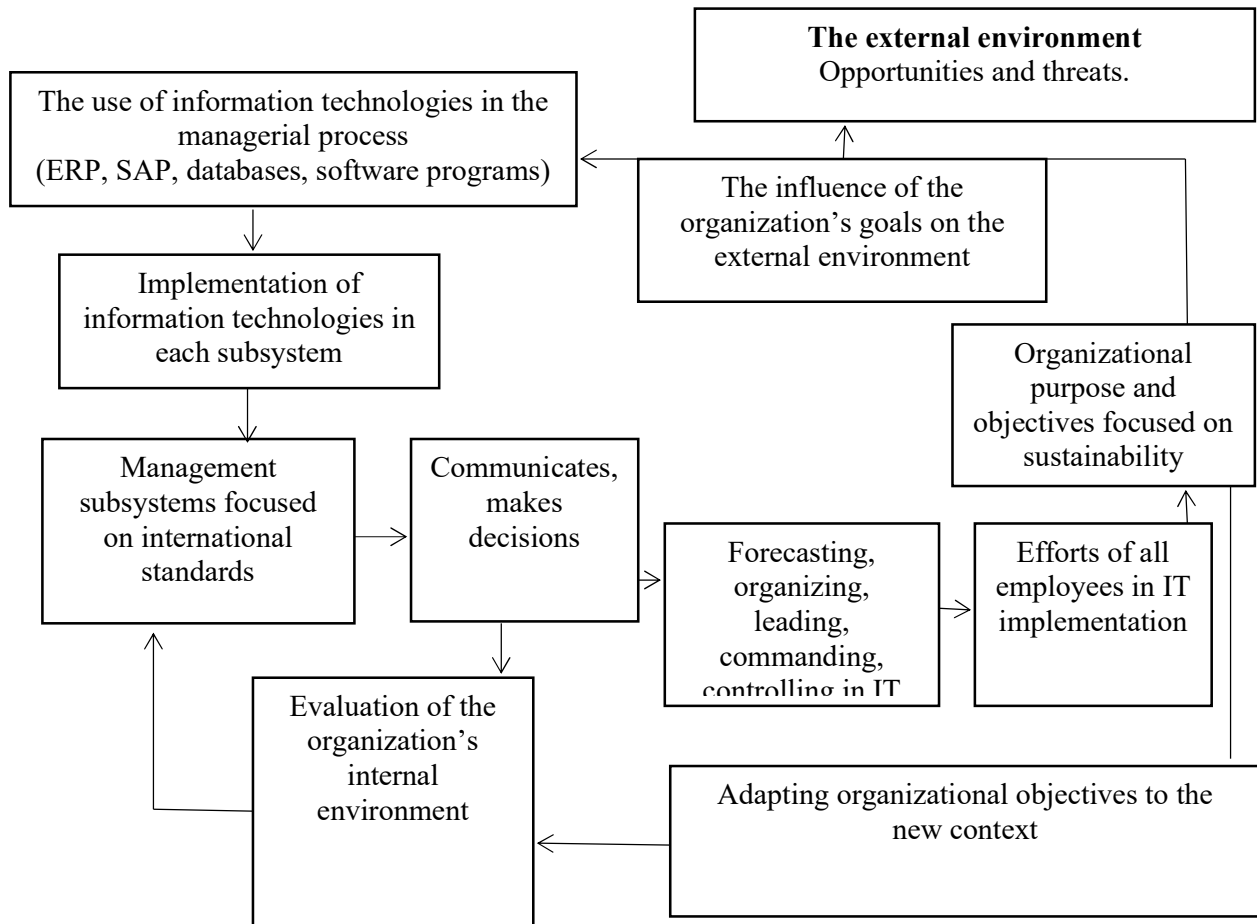 The external environment
Opportunities and threats.
The use of information technologies in the
managerial process
(ERP, SAP, databases, software programs)
The influence of the
organization’s goals on the
external environment
Implementation of
information technologies in
each subsystem
Organizational
purpose and
objectives focused on
sustainability
Management
subsystems focused
on international
standards
Communicates,
makes
decisions
Forecasting,
organizing,
leading,
commanding,
controlling in IT
Efforts of all
employees in IT
implementation
Evaluation of the
organization’s
internal
environment
Adapting organizational objectives to the
new context